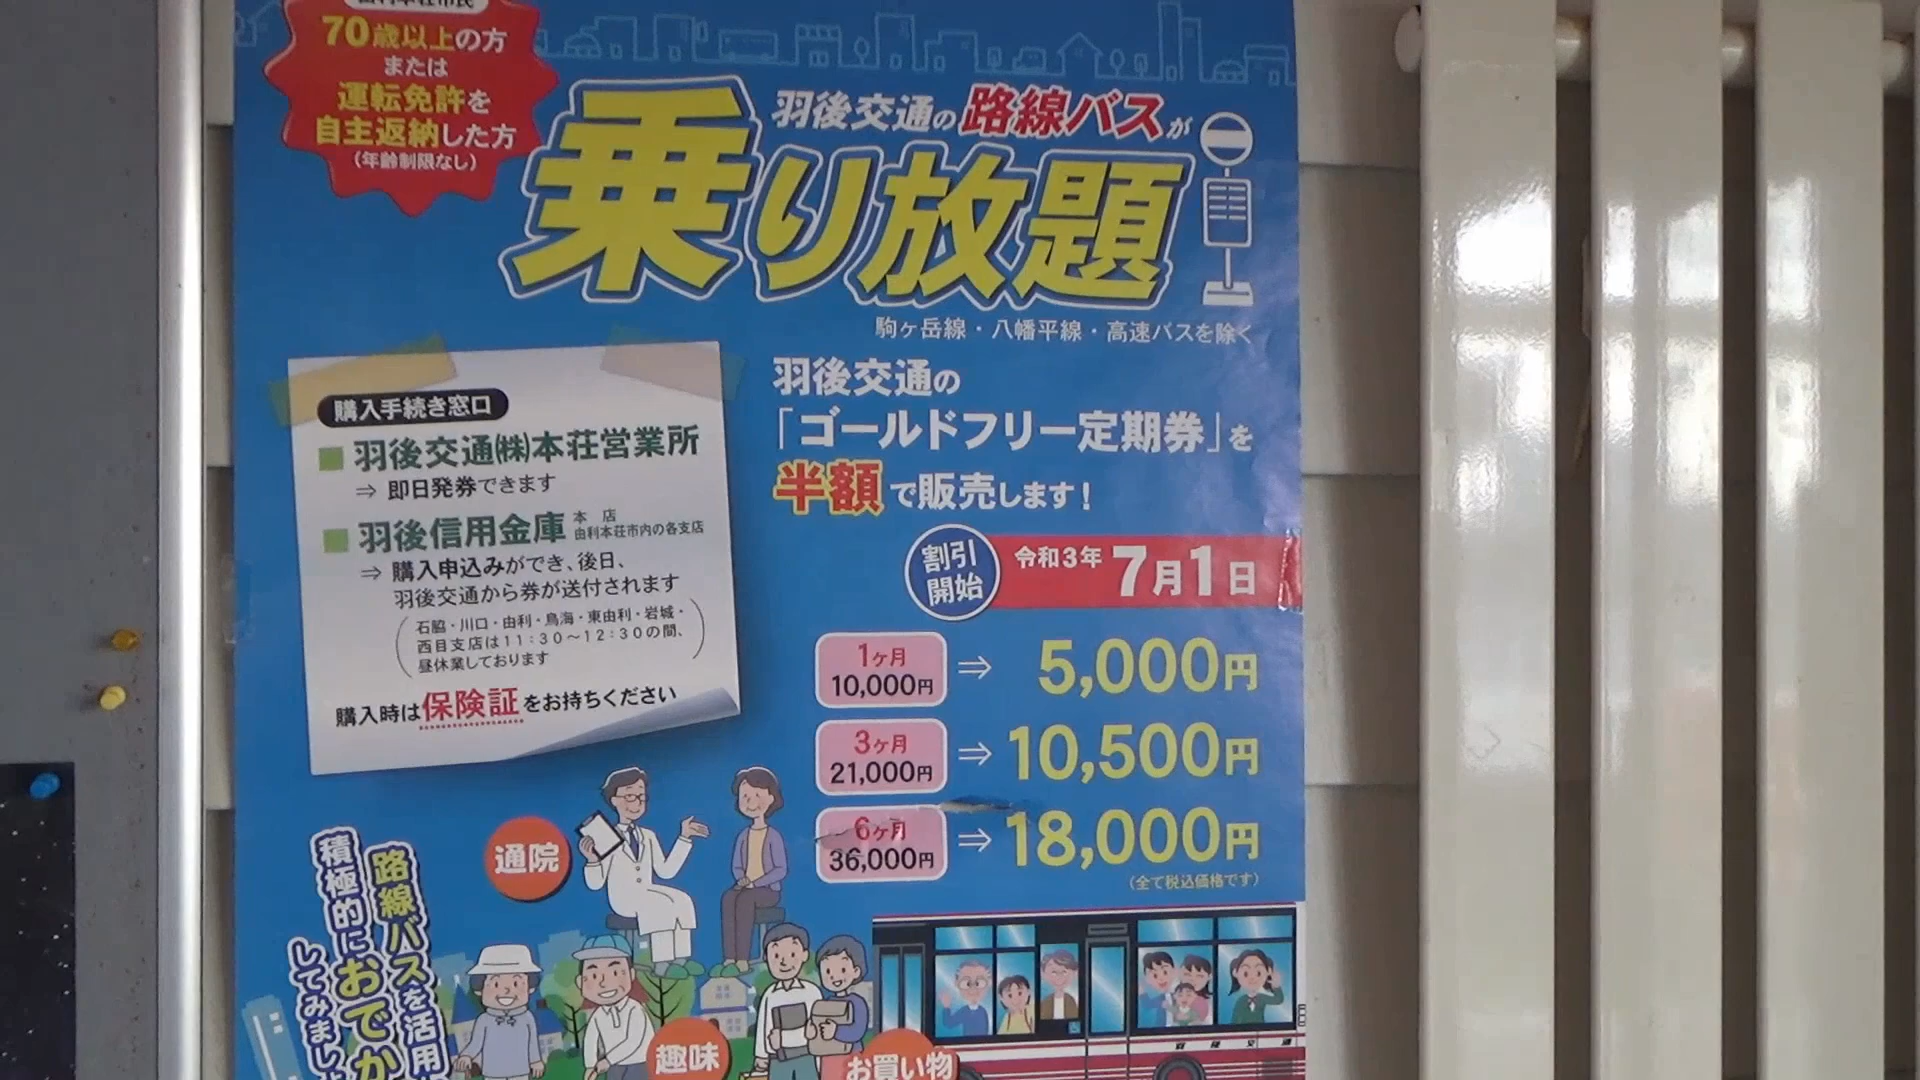 70歳以上の方
または
運転免許を
自主返納した方
(年齢制限なし)
羽後交通の路線バスが
乗り放題
駒ヶ岳線・八幡平線・高速バスを除く
購入手続き窓口
■ 羽後交通㈱本荘営業所
⇒ 即日発券できます
■ 羽後信用金庫 本店
由利本荘市内の各支店
⇒ 購入申込みができ、後日、
羽後交通から券が送付されます
(石脇・川口・由利・鳥海・東由利・岩城・
西目支店は11:30〜12:30の間、
昼休業しております)
購入時は保険証をお持ちください
羽後交通の
「ゴールドフリー定期券」を
半額で販売します!
割引
開始
令和3年7月1日
1ヶ月
10,000円 ⇒ 5,000円
3ヶ月
21,000円 ⇒ 10,500円
6ヶ月
36,000円 ⇒ 18,000円
(全て税込価格です)
通院
路線バスを活用
積極的におでか
してみまし
趣味
お買い物
羽後交通